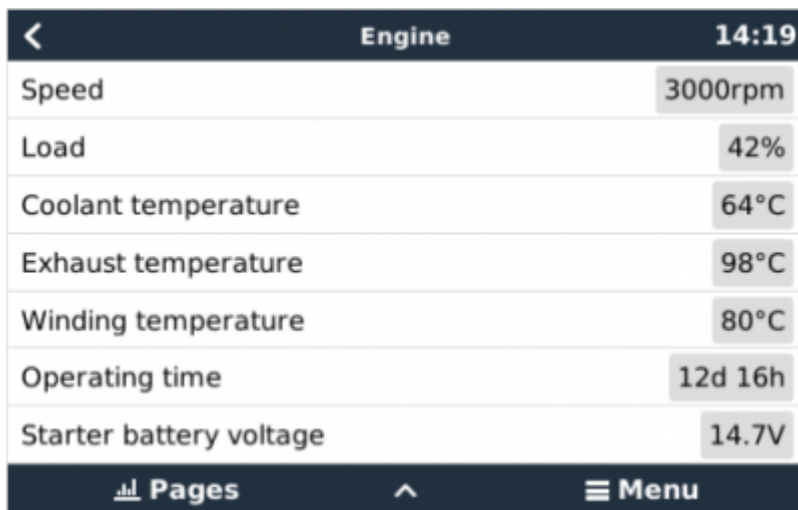 Engine 14:19
Speed 3000rpm
Load 42%
Coolant temperature 64°C
Exhaust temperature 98°C
Winding temperature 80°C
Operating time 12d 16h
Starter battery voltage 14.7V
Pages Menu